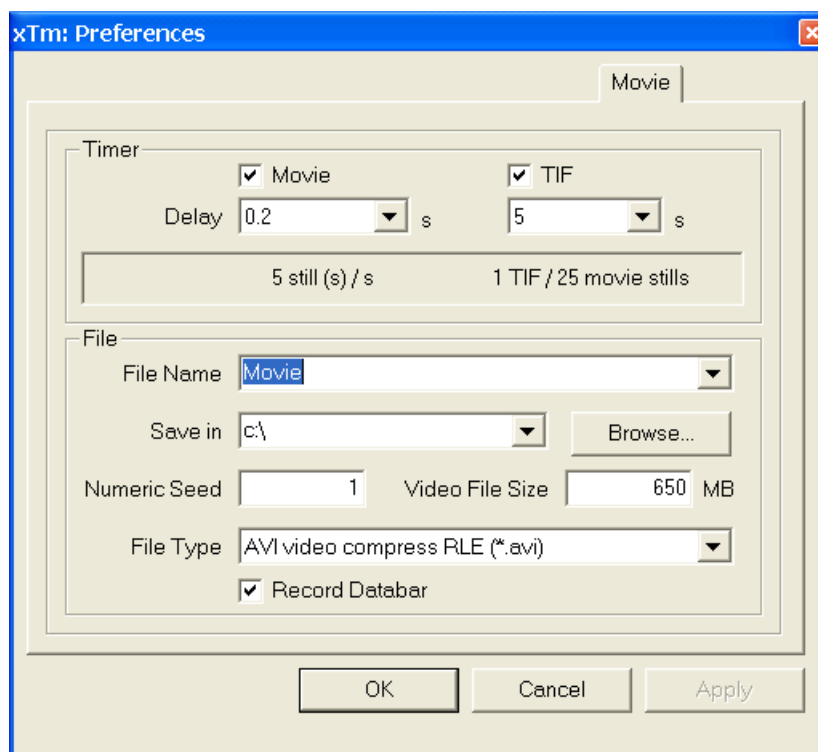 xTm: Preferences
Movie
Timer
Movie TIF
Delay 0.2 s 5 s
5 still (s) / s 1 TIF / 25 movie stills
File
File Name Movie
Save in c:\ Browse...
Numeric Seed 1 Video File Size 650 MB
File Type AVI video compress RLE (*.avi)
Record Databar
OK Cancel Apply